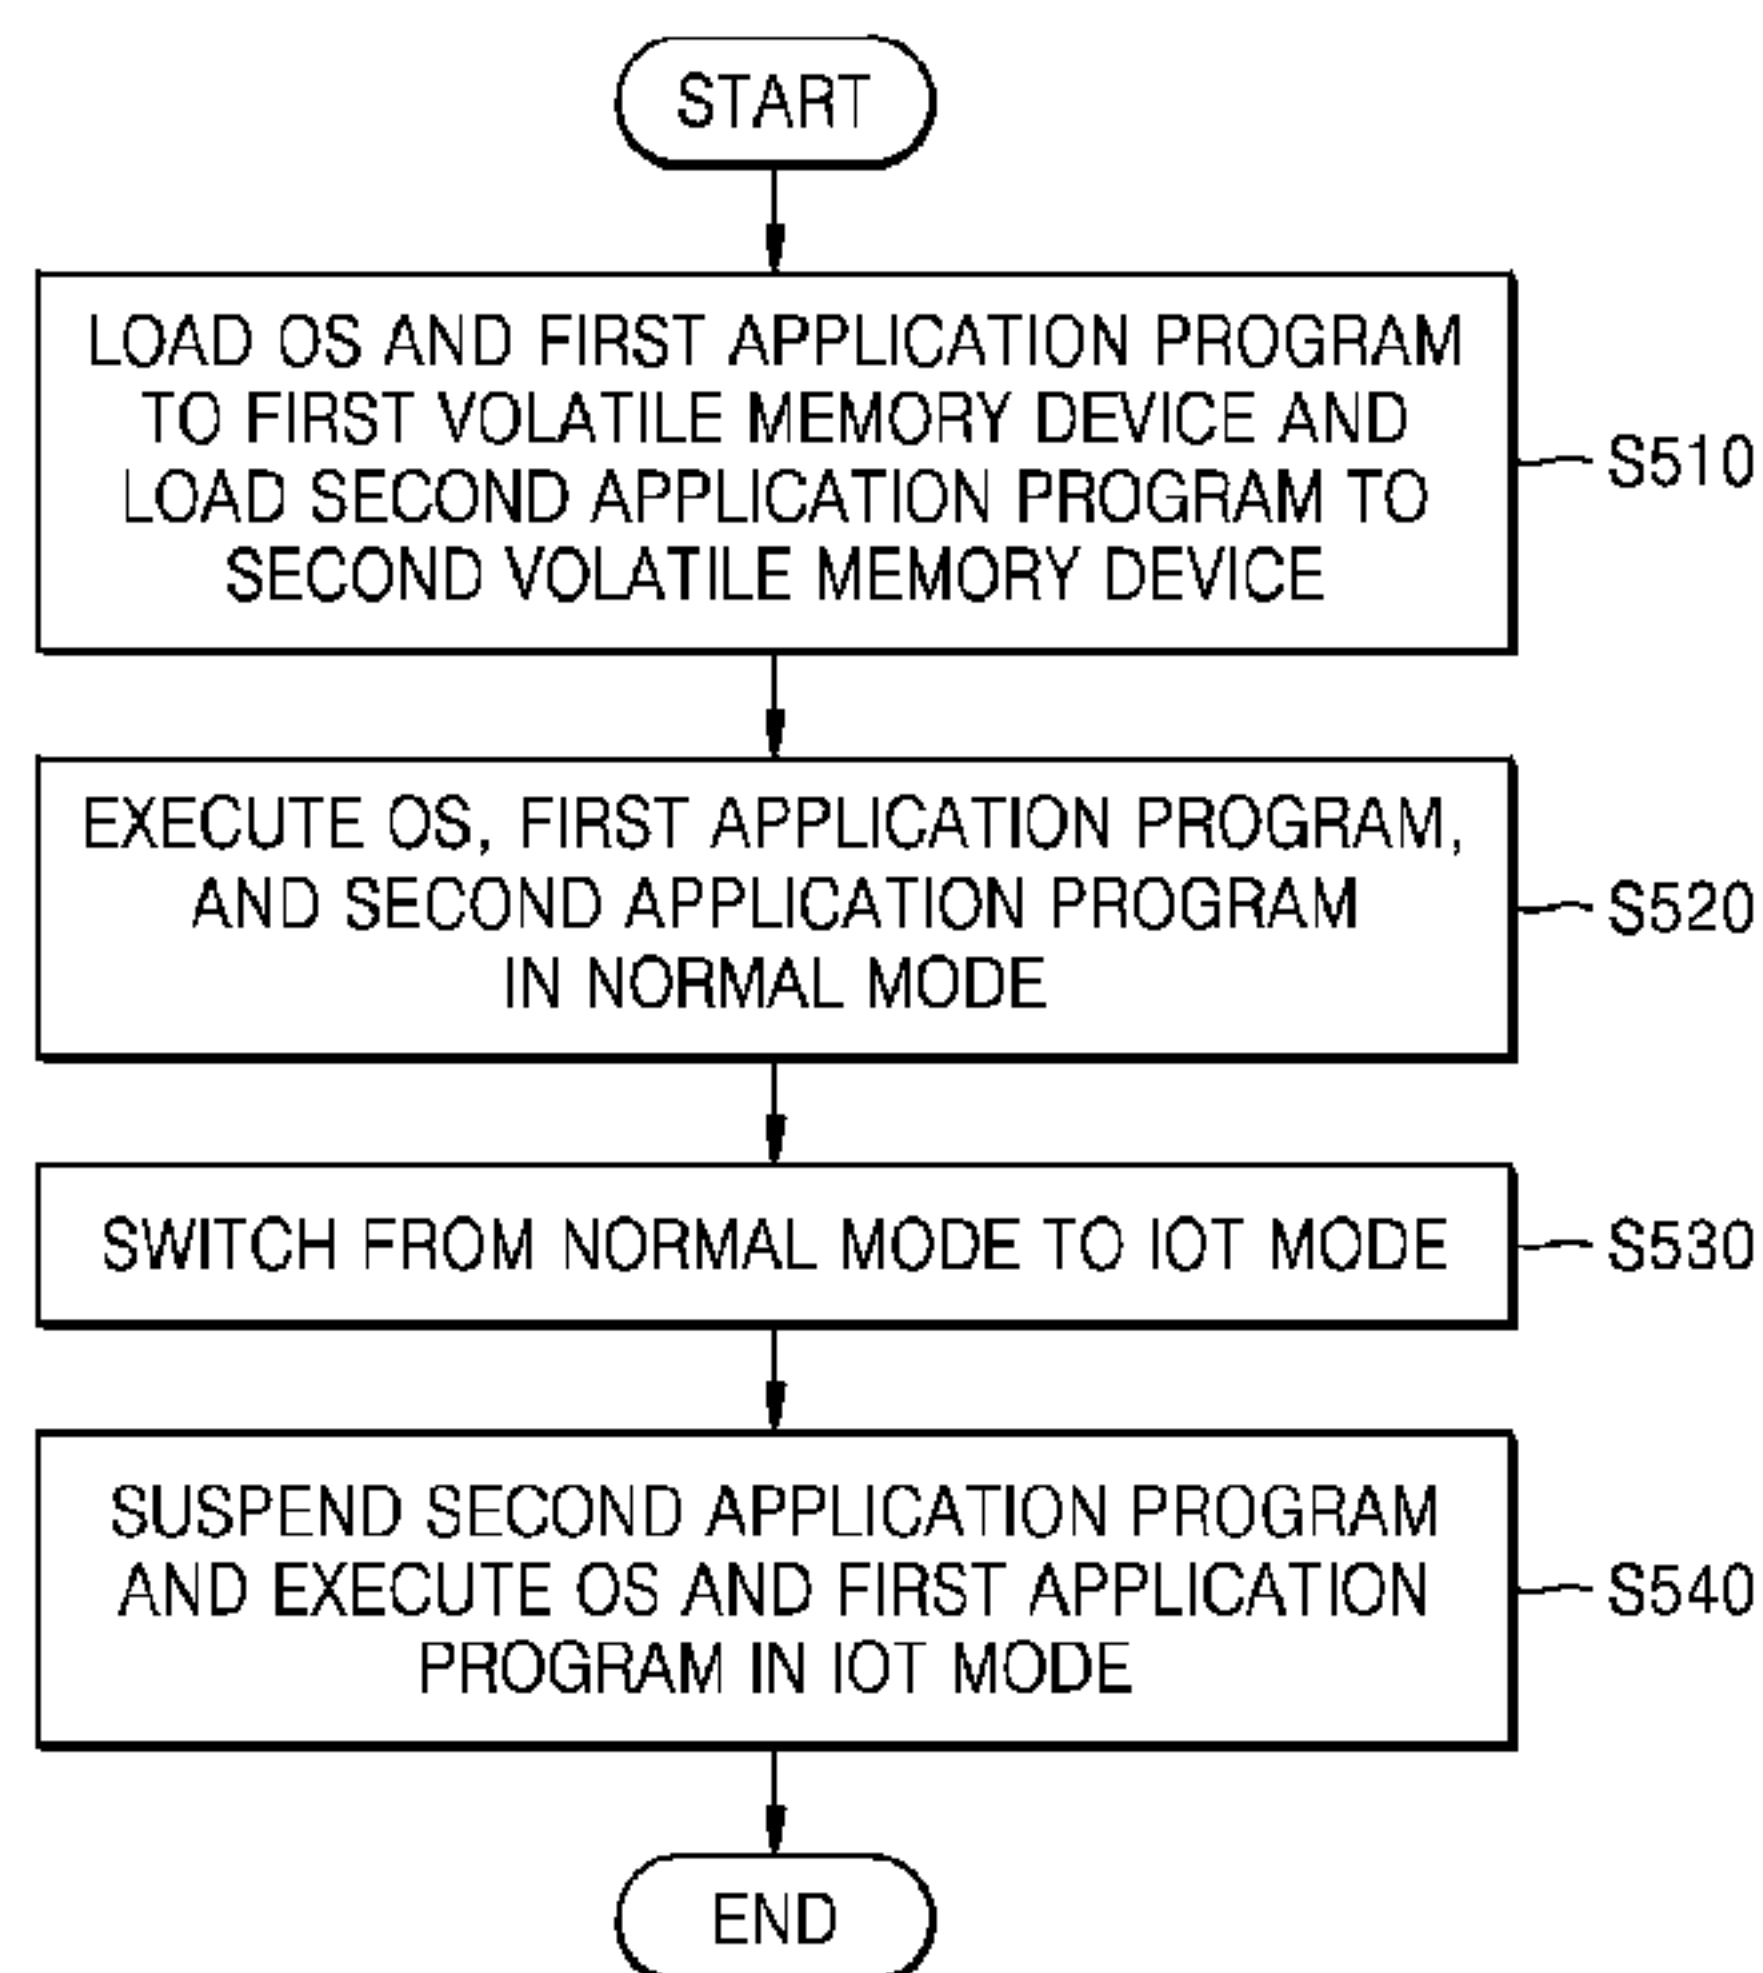 START
LOAD OS AND FIRST APPLICATION PROGRAM
TO FIRST VOLATILE MEMORY DEVICE AND
LOAD SECOND APPLICATION PROGRAM TO
SECOND VOLATILE MEMORY DEVICE
S510
EXECUTE OS, FIRST APPLICATION PROGRAM,
AND SECOND APPLICATION PROGRAM
IN NORMAL MODE
S520
SWITCH FROM NORMAL MODE TO IOT MODE
S530
SUSPEND SECOND APPLICATION PROGRAM
AND EXECUTE OS AND FIRST APPLICATION
PROGRAM IN IOT MODE
S540
END